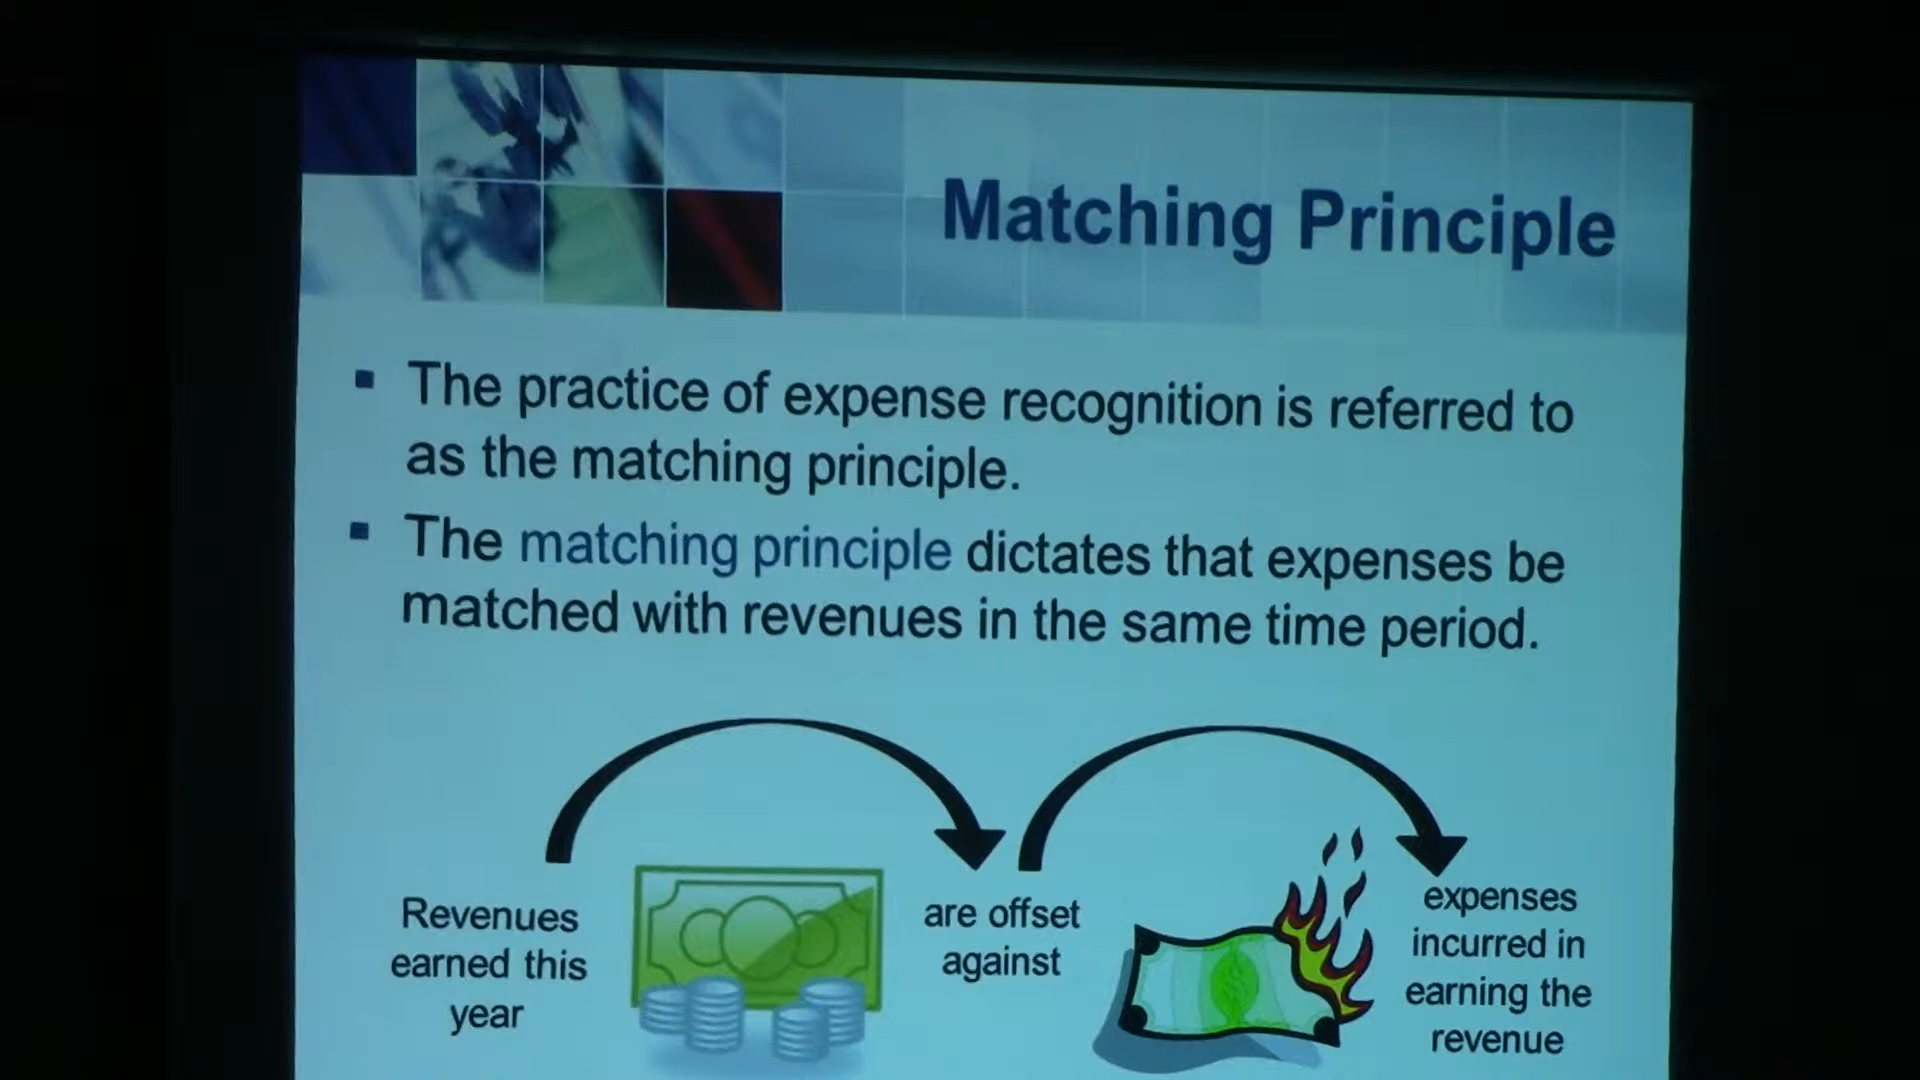 Matching Principle
The practice of expense recognition is referred to
as the matching principle.
The matching principle dictates that expenses be
matched with revenues in the same time period.
Revenues
earned this
year
are offset
against
expenses
incurred in
earning the
revenue